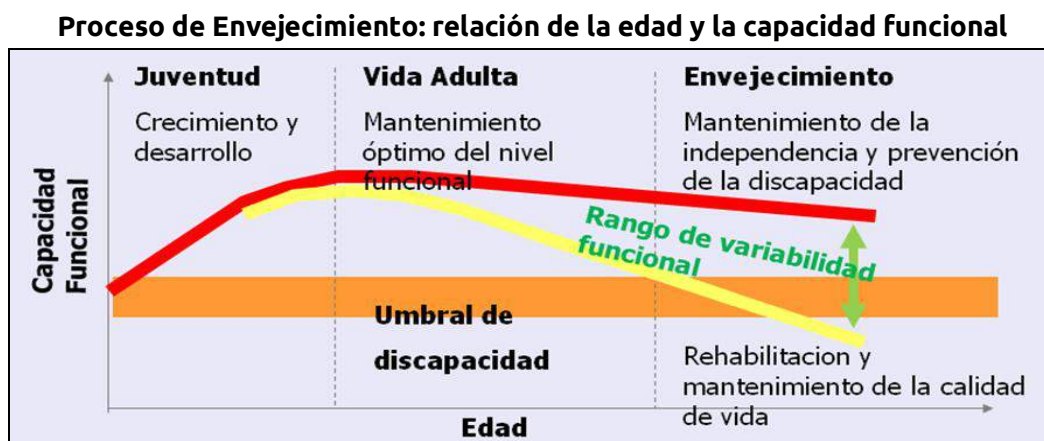 Proceso de Envejecimiento: relación de la edad y la capacidad funcional
Juventud
Crecimiento y
desarrollo
Vida Adulta
Mantenimiento
óptimo del nivel
funcional
Envejecimiento
Mantenimiento de la
independencia y prevención
de la discapacidad
Capacidad
Funcional
Rango de variabilidad
funcional
Umbral de
discapacidad
Rehabilitacion y
mantenimiento de la calidad
de vida
Edad